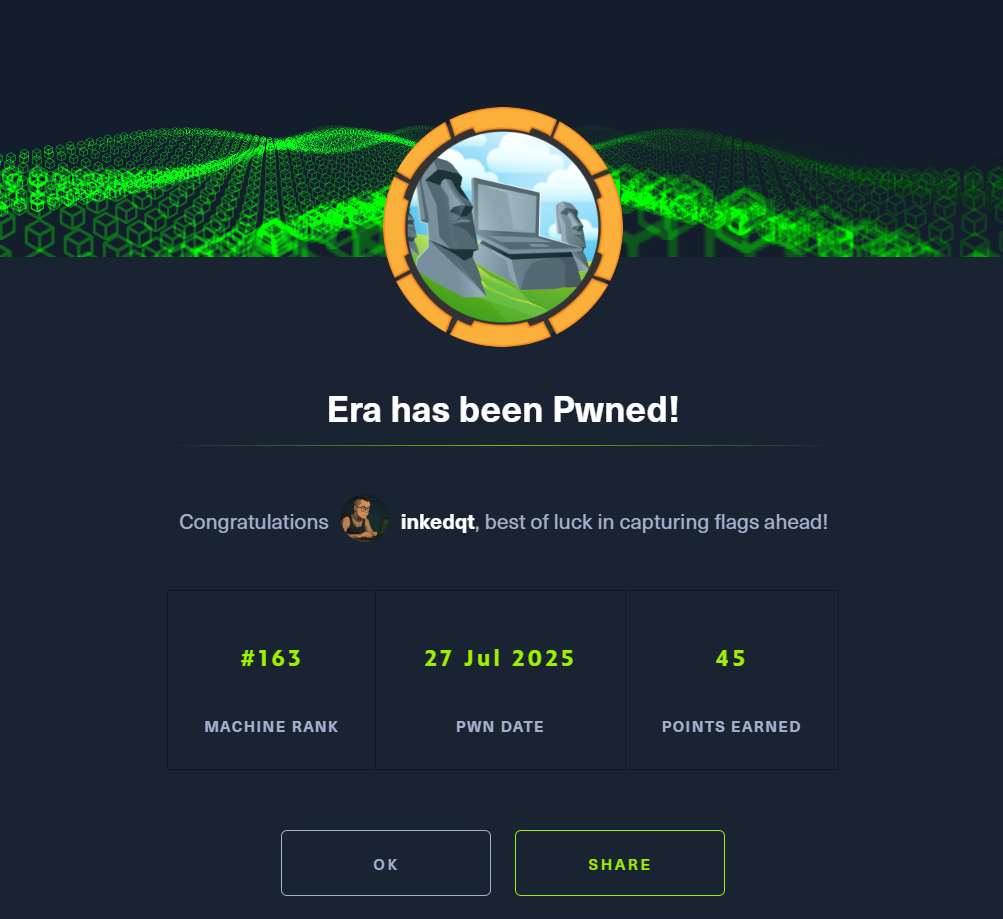 Era has been Pwned!
Congratulations inkedqt, best of luck in capturing flags ahead!
#163 27 Jul 2025 45
MACHINE RANK PWN DATE POINTS EARNED
OK SHARE